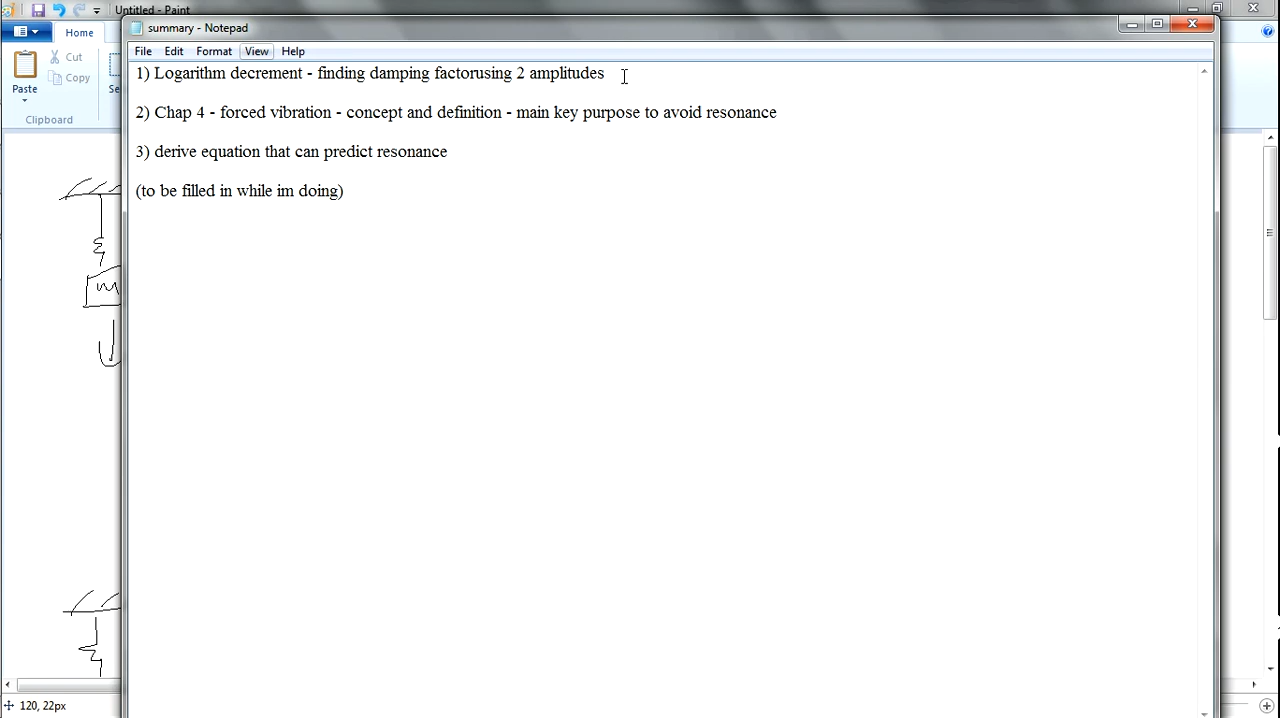 Untitled - Paint
Home
summary - Notepad
File Edit Format View Help
Cut
Copy
Paste
Se
Clipboard
1) Logarithm decrement - finding damping factorusing 2 amplitudes
2) Chap 4 - forced vibration - concept and definition - main key purpose to avoid resonance
3) derive equation that can predict resonance
(to be filled in while im doing)
m
120, 22px